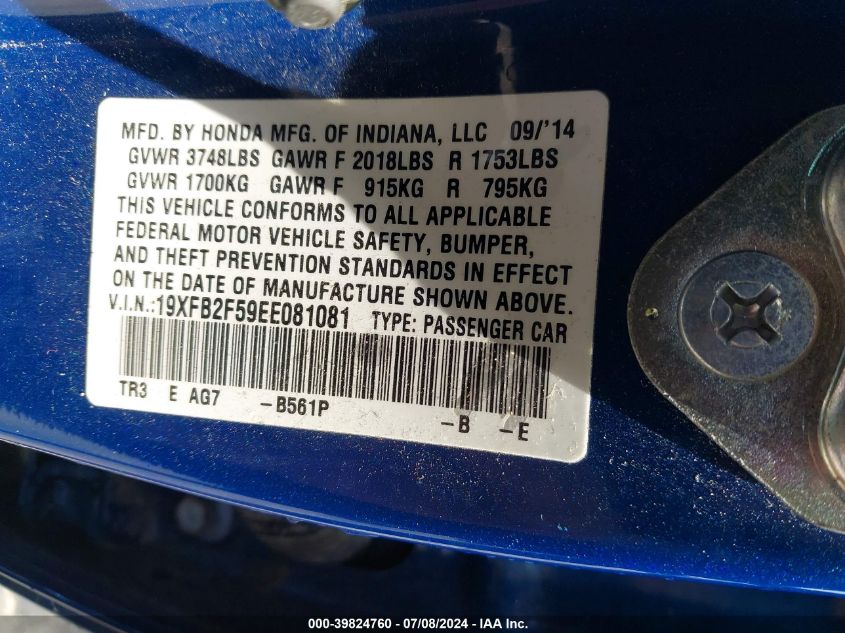 MFD. BY HONDA MFG. OF INDIANA, LLC 09/'14
GVWR 3748LBS GAWR F 2018LBS R 1753LBS
GVWR 1700KG GAWR F 915KG R 795KG
THIS VEHICLE CONFORMS TO ALL APPLICABLE
FEDERAL MOTOR VEHICLE SAFETY, BUMPER,
AND THEFT PREVENTION STANDARDS IN EFFECT
ON THE DATE OF MANUFACTURE SHOWN ABOVE.
V.I.N.:19XFB2F59EE081081 TYPE: PASSENGER CAR
TR3 E AG7 -B561P -B -E
000-39824760 - 07/08/2024 - IAA Inc.